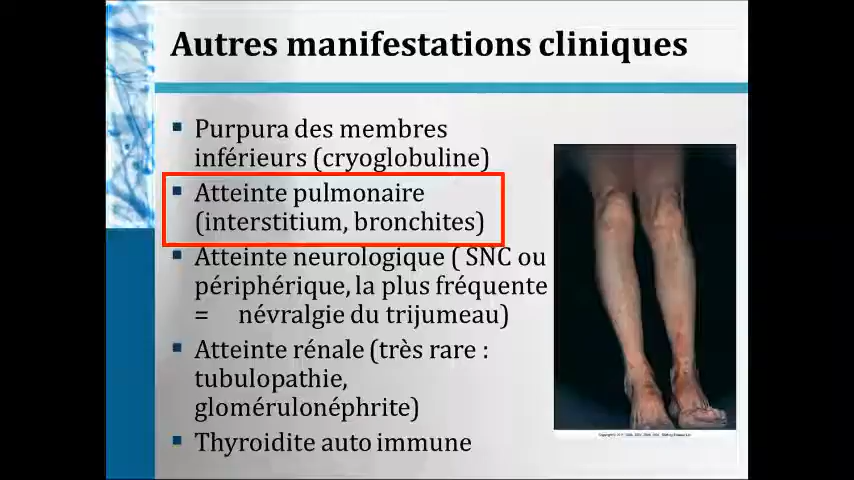 Autres manifestations cliniques
▪ Purpura des membres
inférieurs (cryoglobuline)
▪ Atteinte pulmonaire
(interstitium, bronchites)
▪ Atteinte neurologique ( SNC ou
périphérique, la plus fréquente
= névralgie du trijumeau)
▪ Atteinte rénale (très rare :
tubulopathie,
glomérulonéphrite)
▪ Thyroidite auto immune